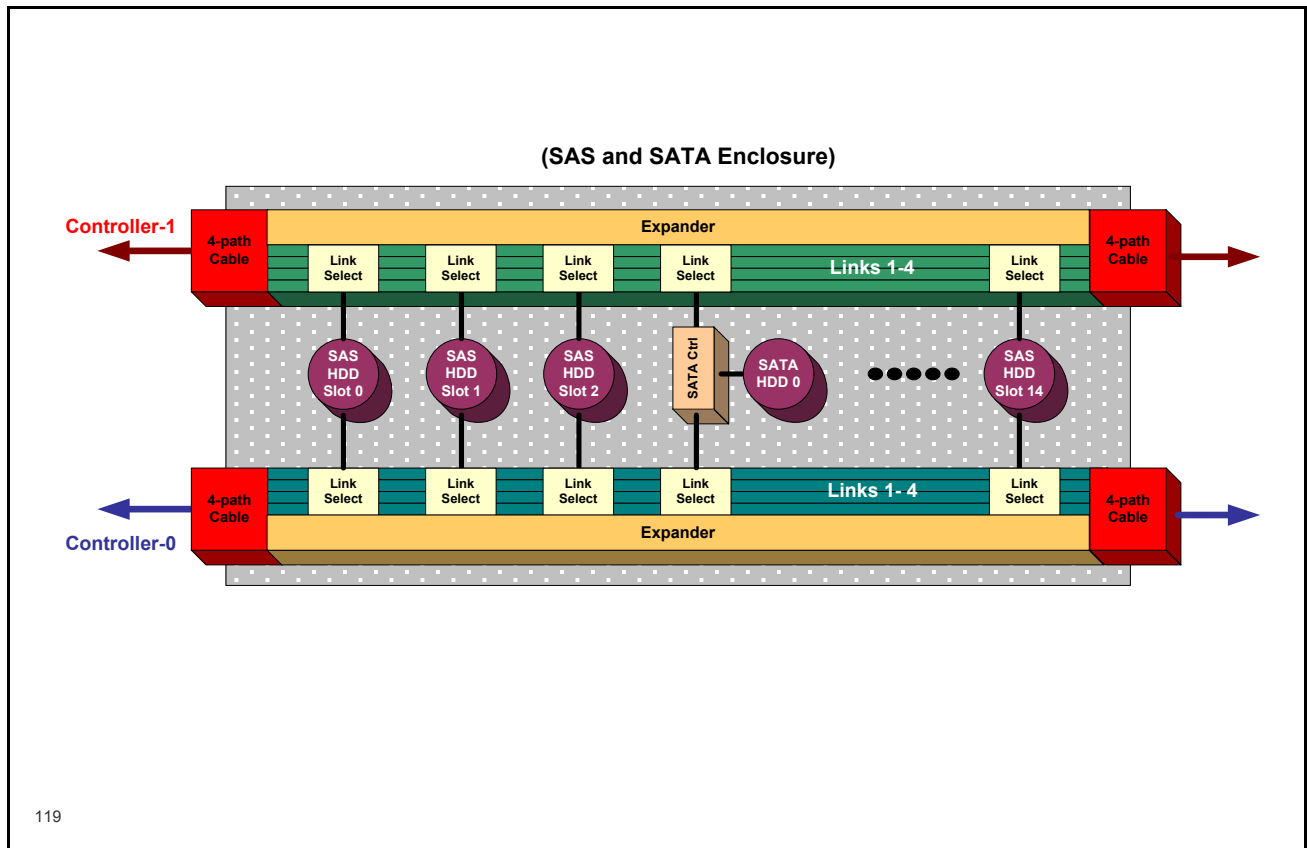 (SAS and SATA Enclosure)
Controller-1
4-path
Cable
Expander
4-path
Cable
Link
Select
Link
Select
Link
Select
Link
Select
Links 1-4
Link
Select
SAS
HDD
Slot 0
SAS
HDD
Slot 1
SAS
HDD
Slot 2
SATA Ctrl
SATA
HDD 0
SAS
HDD
Slot 14
4-path
Cable
Link
Select
Link
Select
Link
Select
Link
Select
Links 1- 4
Link
Select
4-path
Cable
Controller-0
Expander
119